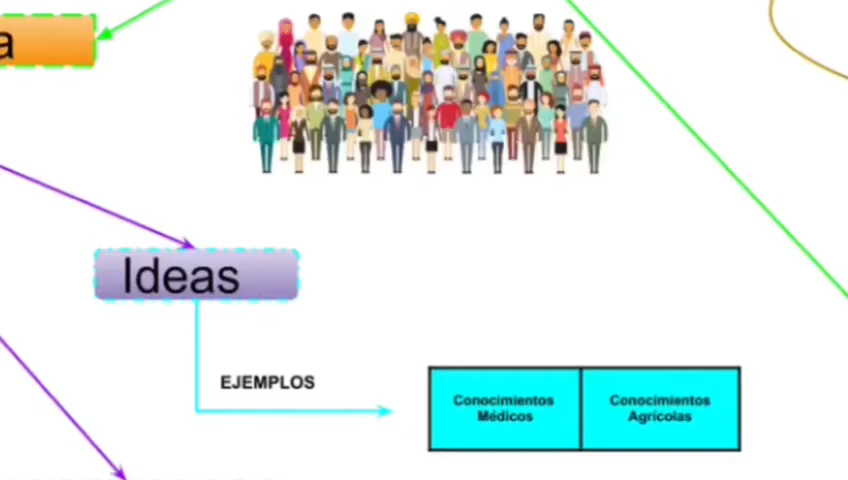 a
Ideas
EJEMPLOS
Conocimientos
Médicos
Conocimientos
Agrícolas